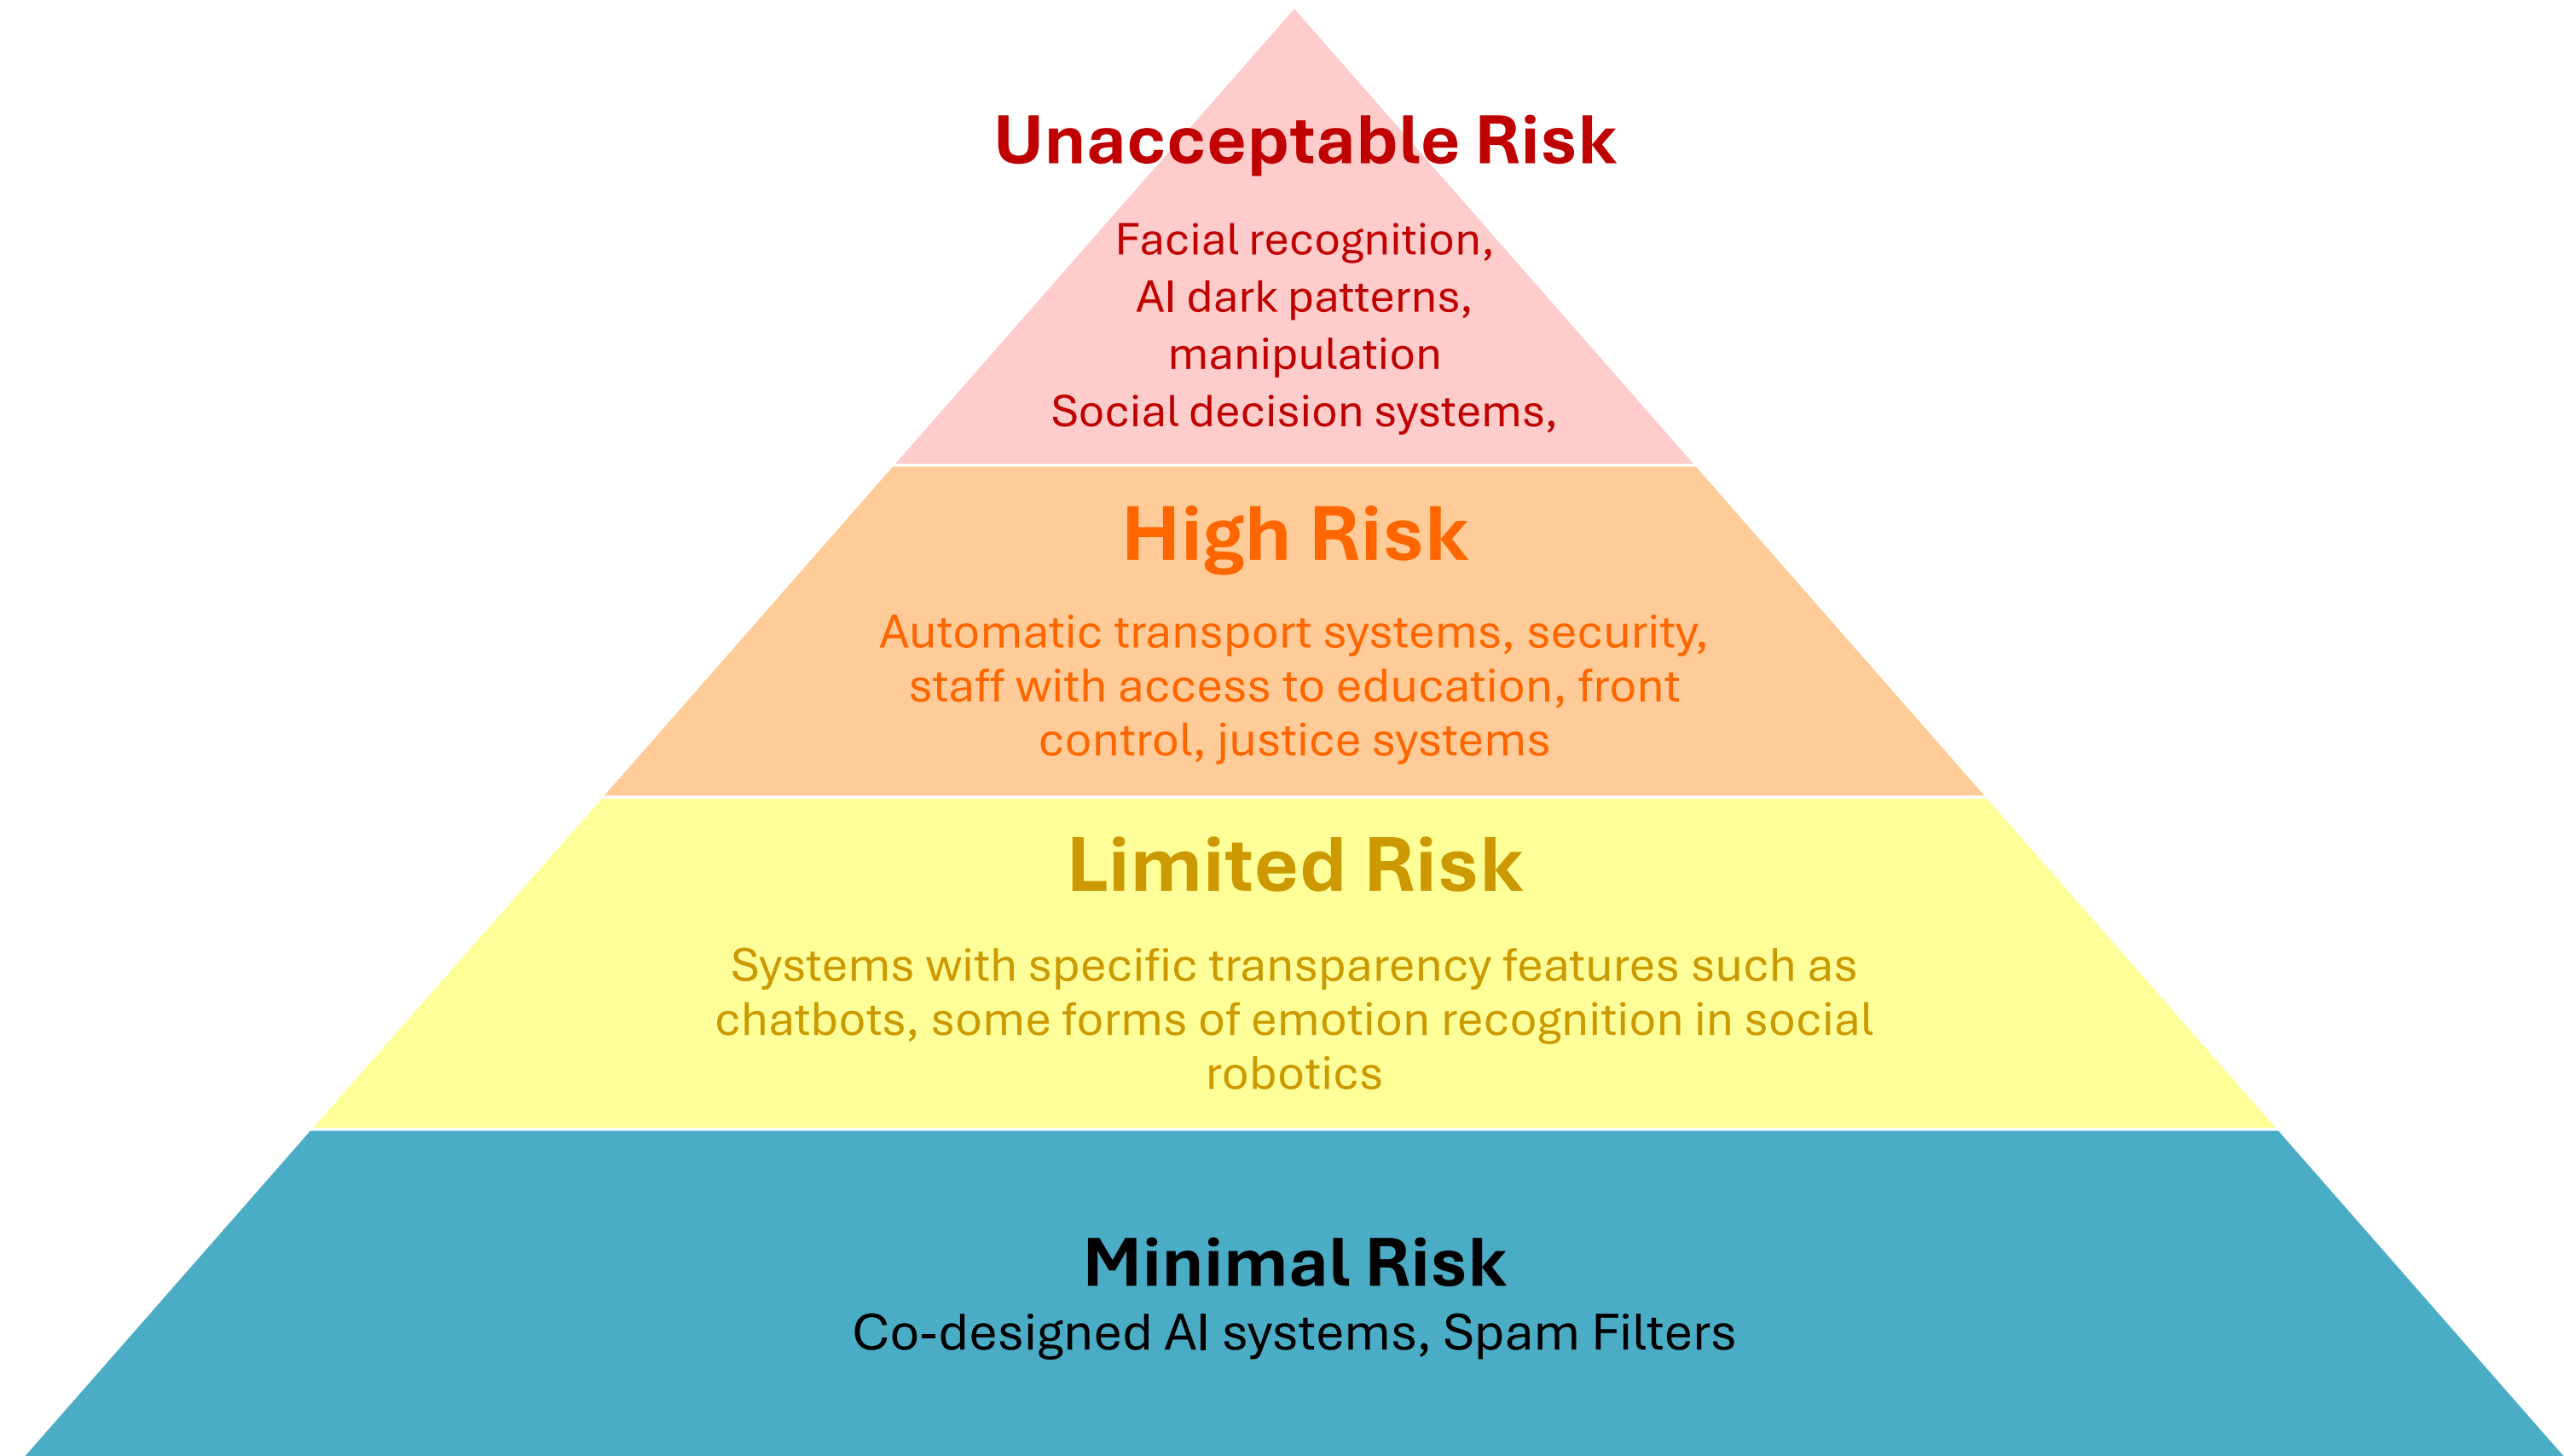 Unacceptable Risk
Facial recognition,
AI dark patterns,
manipulation
Social decision systems,
High Risk
Automatic transport systems, security,
staff with access to education, front
control, justice systems
Limited Risk
Systems with specific transparency features such as
chatbots, some forms of emotion recognition in social
robotics
Minimal Risk
Co-designed AI systems, Spam Filters